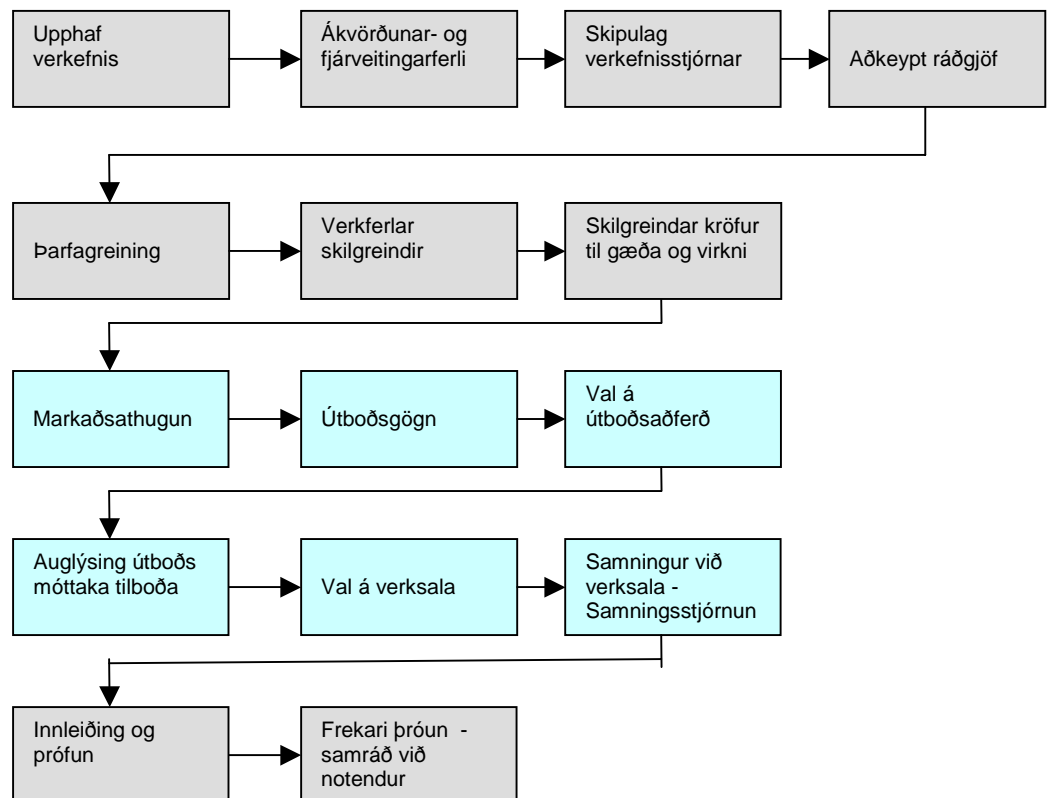 Upphaf
verkefnis
Ákvörðunar- og
fjárveitingarferli
Skipulag
verkefnisstjórnar
Aðkeypt ráðgjöf
Þarfagreining
Verkferlar
skilgreindir
Skilgreindar kröfur
til gæða og virkni
Markaðsathugun
Útboðsgögn
Val á
útboðsaðferð
Auglýsing útboðs
móttaka tilboða
Val á verksala
Samningur við
verksala -
Samningsstjórnun
Innleiðing og
prófun
Frekari þróun -
samráð við
notendur